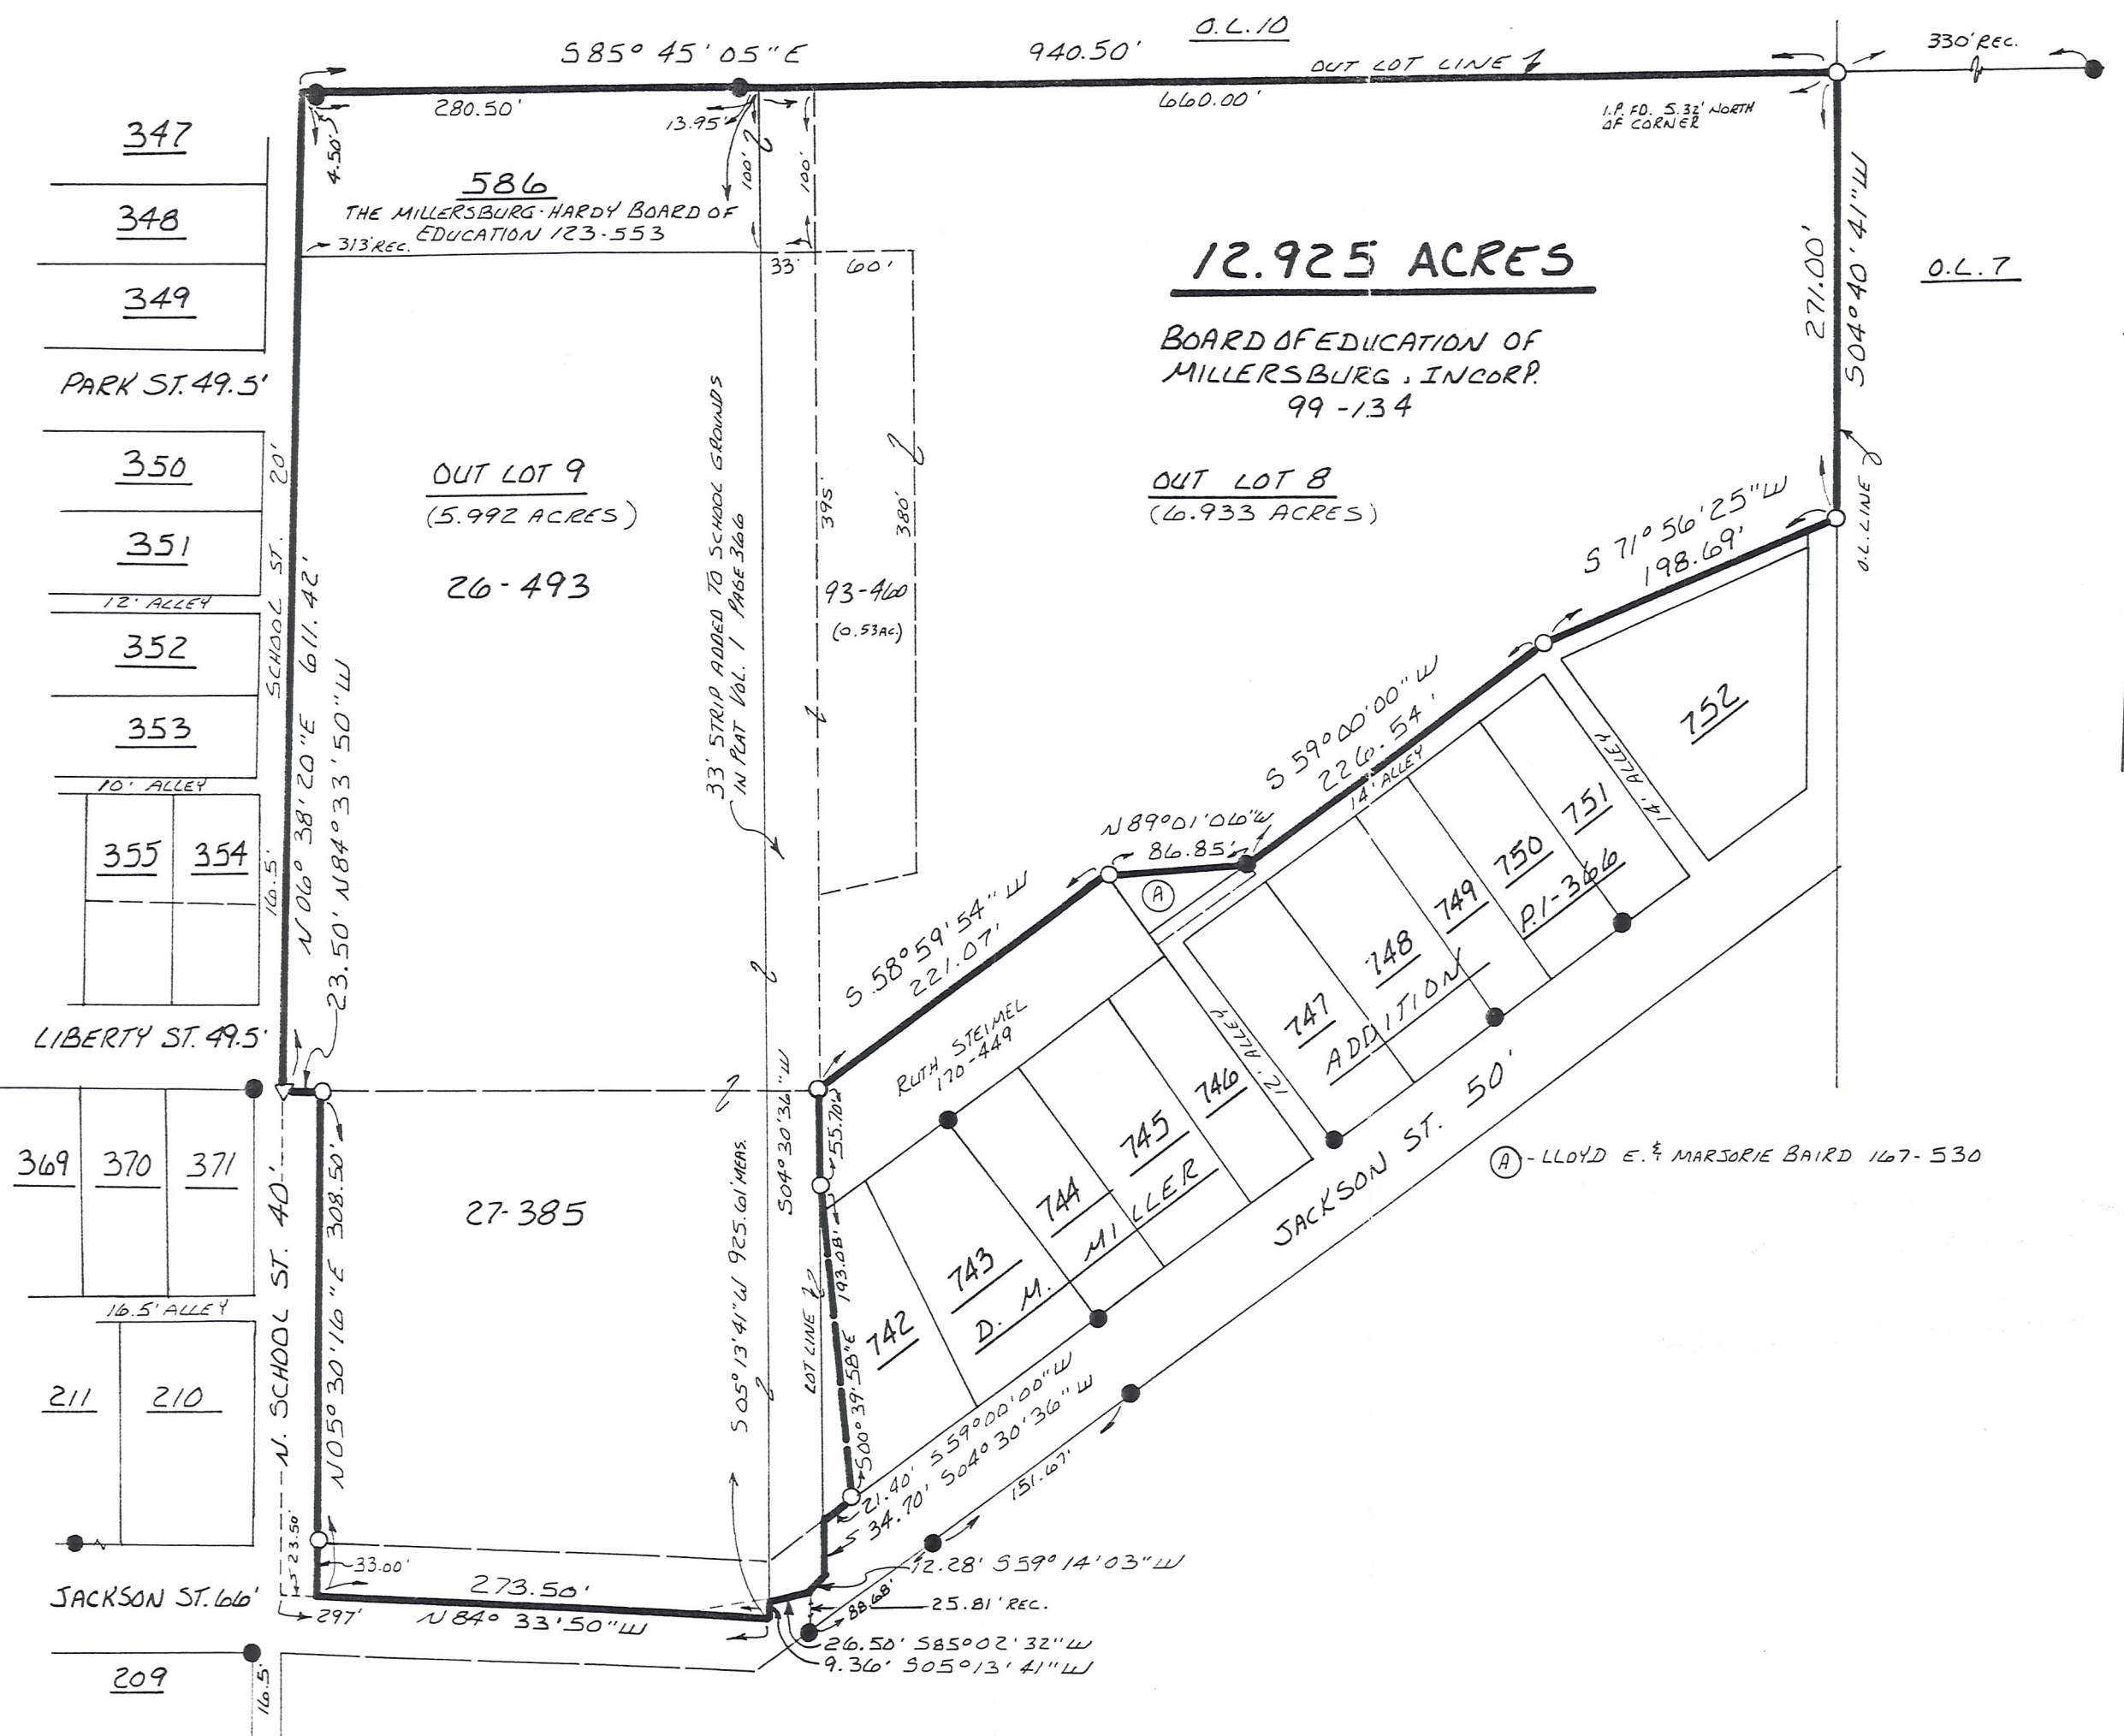 O.L.10
S85° 45' 05"E
940.50'
OUT LOT LINE
330' REC.
280.50'
13.95'
660.00'
I.P. FD. 5.32' NORTH
OF CORNER
4.50'
100'
100'
586
THE MILLERSBURG-HARDY BOARD OF
EDUCATION 123-553
313' REC.
33'
60'
347
348
349
PARK ST. 49.5'
350
351
12' ALLEY
352
353
10' ALLEY
355
354
LIBERTY ST. 49.5'
SCHOOL ST. 20'
16.5'
N 06° 38' 20"E 611.42'
23.50' N84° 33' 50"W
OUT LOT 9
(5.992 ACRES)
26-493
33' STRIP ADDED TO SCHOOL GROUNDS
IN PLAT VOL. 1 PAGE 366
395'
380'
93-460
(0.53AC.)
12.925 ACRES
BOARD OF EDUCATION OF
MILLERSBURG, INCORP.
99-134
OUT LOT 8
(6.933 ACRES)
271.00'
S04° 40' 41"W
O.L. 7
O.L. LINE
S 71° 56' 25"W
198.69'
S 59° 00' 00" W
226.54'
14' ALLEY
N89°01'06"W
86.85'
A
S 58° 59' 54" W
221.07'
RUTH STEIMEL
170-449
752
14' ALLEY
751
750
749
748
747
746
745
744
743
742
P.1-366
ADDITION
D. M. MILLER
12' ALLEY
JACKSON ST. 50'
A - LLOYD E. & MARJORIE BAIRD 167-530
369
370
371
16.5' ALLEY
211
210
N. SCHOOL ST. 40'
N05° 30' 16"E 308.50'
27-385
S05° 13' 41"W 925.61' MEAS.
S04° 30' 36"W
55.70'
LOT LINE
193.08'
S00° 39' 58"E
21.40' S59°00'00"W
34.70' S04° 30' 36"W
151.67'
12.28' S59° 14' 03"W
88.68'
25.81' REC.
26.50' S85°02' 32"W
9.36' S05°13' 41"W
23.50'
33.00'
273.50'
N84° 33' 50"W
297'
JACKSON ST. 66'
209
16.5'